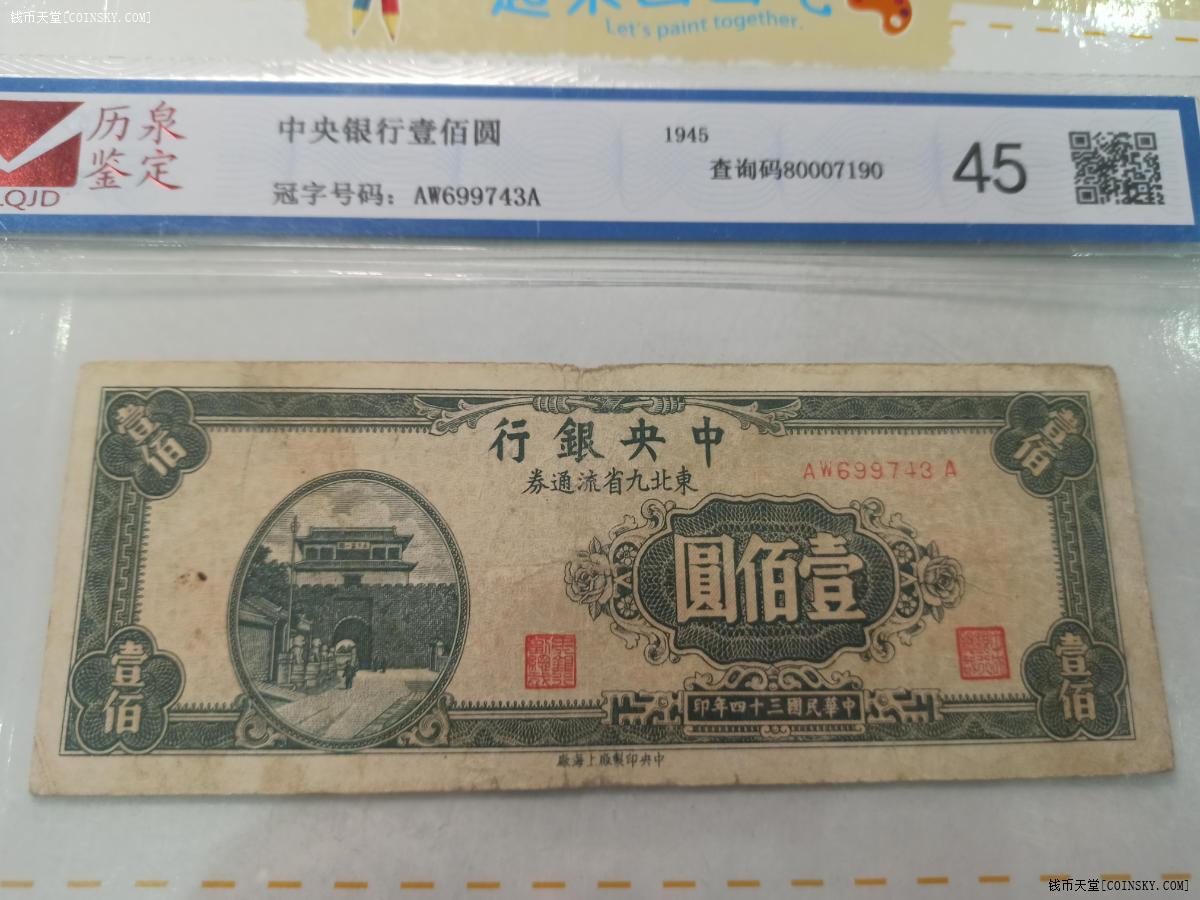 钱币天堂[COINSKY.COM]
Let's paint together.
历泉
鉴定
LQJD
中央银行壹佰圆
1945
查询码80007190
冠字号码：AW699743A
45
壹佰
壹佰
行銀央中
券通流省九北東
AW699743A
圓佰壹
壹佰
壹佰
印年四十三國民華中
廠海上廠製印央中
钱币天堂[COINSKY.COM]